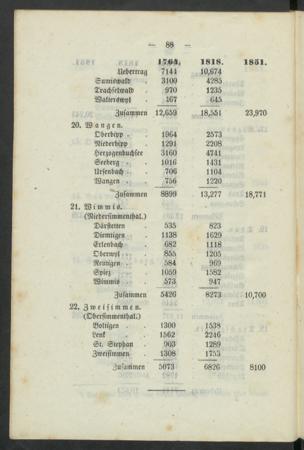 — 88 —
1764. 1818. 1851.
Uebertrag 7141 10,674
Sumiswald . 3100 4285
Trachselwald . 970 1235
Walterswyl . 167 645
Zusammen 12,659 18,551 23,970
20. Wangen.
Oberbipp . . 1964 2573
Niederbipp . 1291 2208
Herzogenbuchsee 3160 4741
Seeberg . . 1016 1431
Ursenbach . . 706 1104
Wangen . . 756 1220
Zusammen 8899 13,277 18,771
21. Wimmis.
(Niedersimmenthal.)
Därstetten . 535 823
Diemtigen . 1138 1629
Erlenbach . . 682 1118
Oberwyl . . 855 1205
Reutigen . . 584 969
Spiez . . 1059 1582
Wimmis . . 573 947
Zusammen 5426 8273 10,700
22. Zweisimmen.
(Obersimmenthal.)
Boltigen . . 1300 1538
Lenk . . 1562 2246
St. Stephan . 903 1289
Zweisimmen . 1308 1753
Zusammen 5073 6826 8100